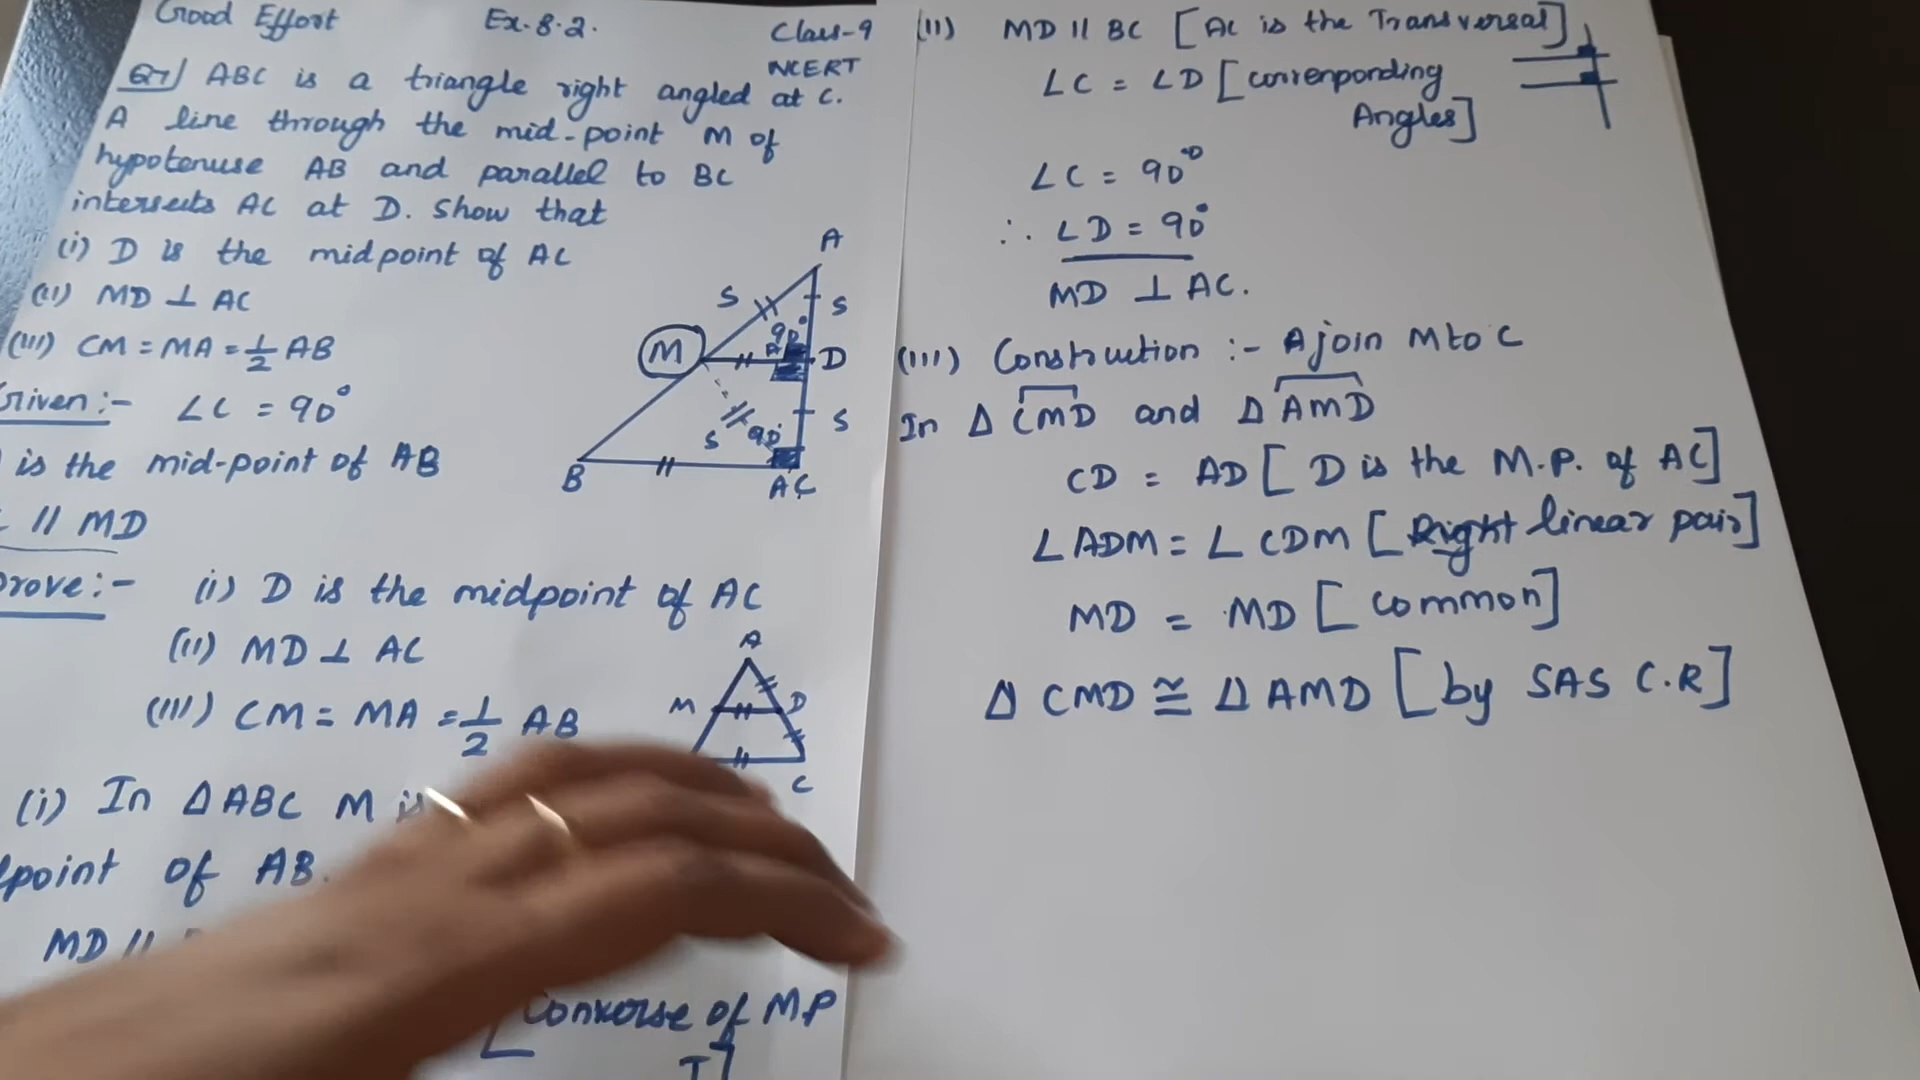 Good Effort Ex.8.2. Class-9
NCERT
Q7) ABC is a triangle right angled at C.
A line through the mid-point M of
hypotenuse AB and parallel to BC
intersects AC at D. Show that
(i) D is the midpoint of AC
(ii) MD ⊥ AC
(iii) CM = MA = 1/2 AB
Given:- ∠C = 90°
is the mid-point of AB
// MD
prove:- (i) D is the midpoint of AC
(ii) MD ⊥ AC
(iii) CM = MA = 1/2 AB
(i) In Δ ABC M is
point of AB.
MD //
[Converse of M.P
T]
A
S
S
90°
M
D
S
S
90°
B
AC
A
M
D
C
(ii) MD || BC [AC is the Transversal]
∠C = ∠D [corresponding
Angles]
∠C = 90°
∴ ∠D = 90°
MD ⊥ AC.
(iii) Construction :- A join M to C
In Δ CMD and Δ AMD
CD = AD [D is the M.P. of AC]
∠ADM = ∠CDM [Right linear pair]
MD = MD [common]
Δ CMD ≅ Δ AMD [by SAS C.R]